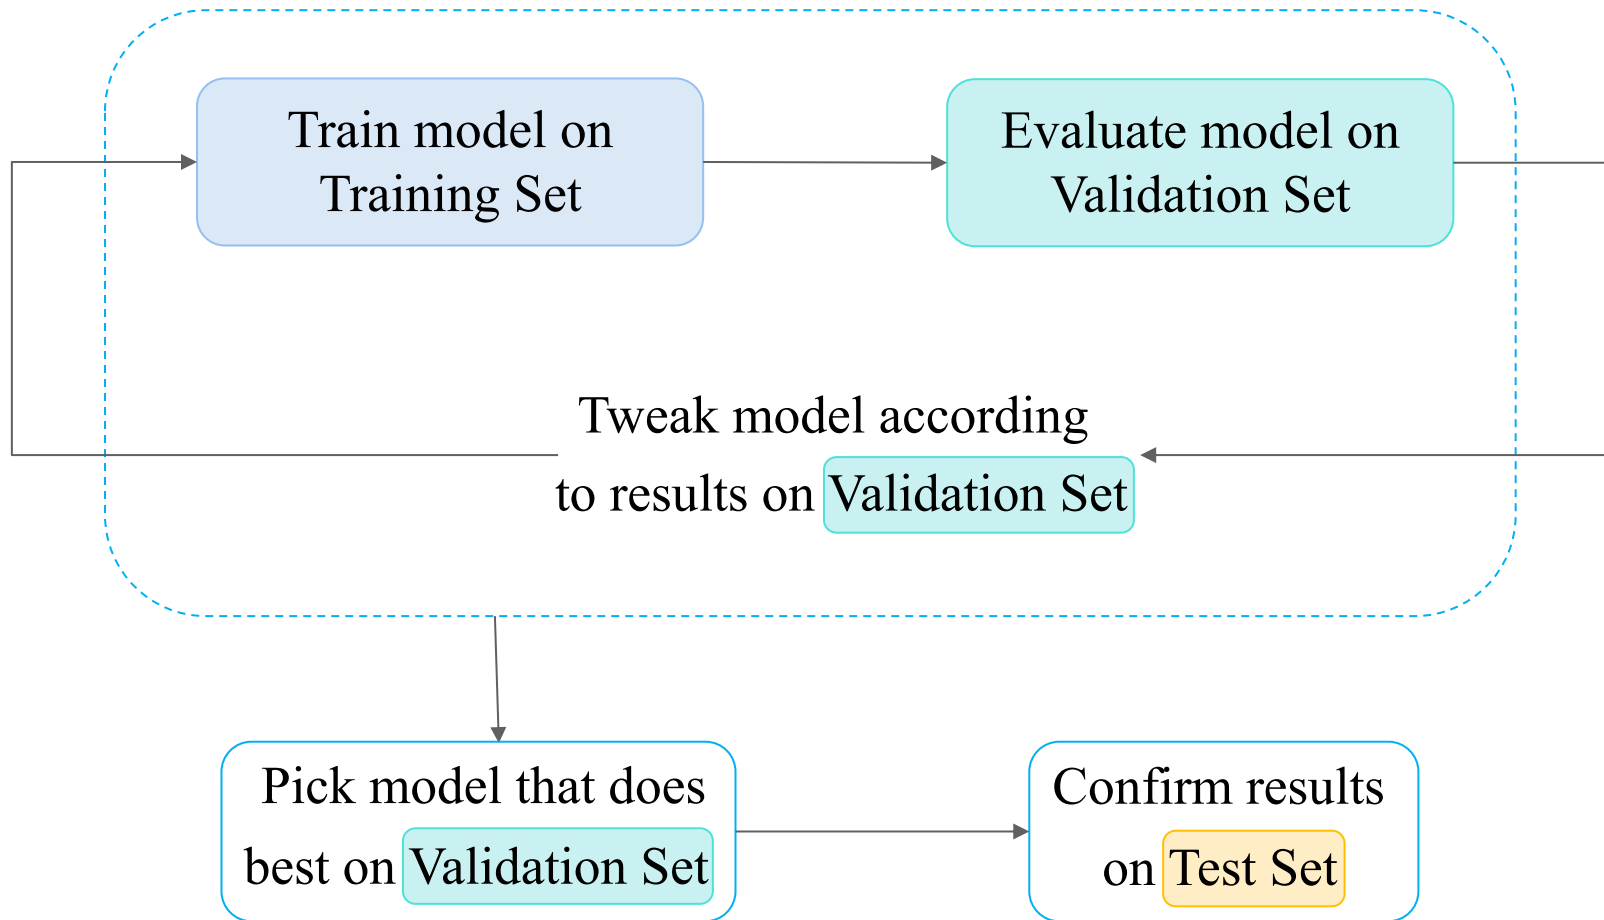 Train model on
Training Set
Evaluate model on
Validation Set
Tweak model according
to results on Validation Set
Pick model that does
best on Validation Set
Confirm results
on Test Set